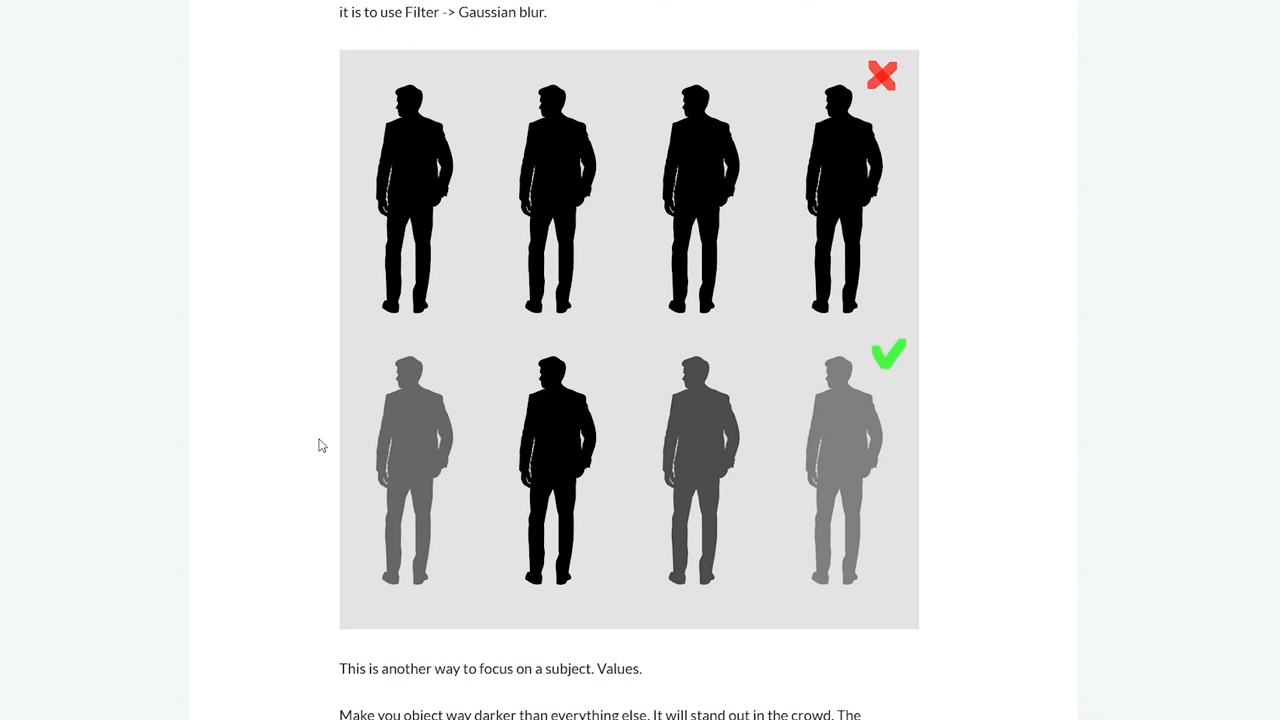 it is to use Filter -> Gaussian blur.
This is another way to focus on a subject. Values.
Make you object way darker than everything else. It will stand out in the crowd. The